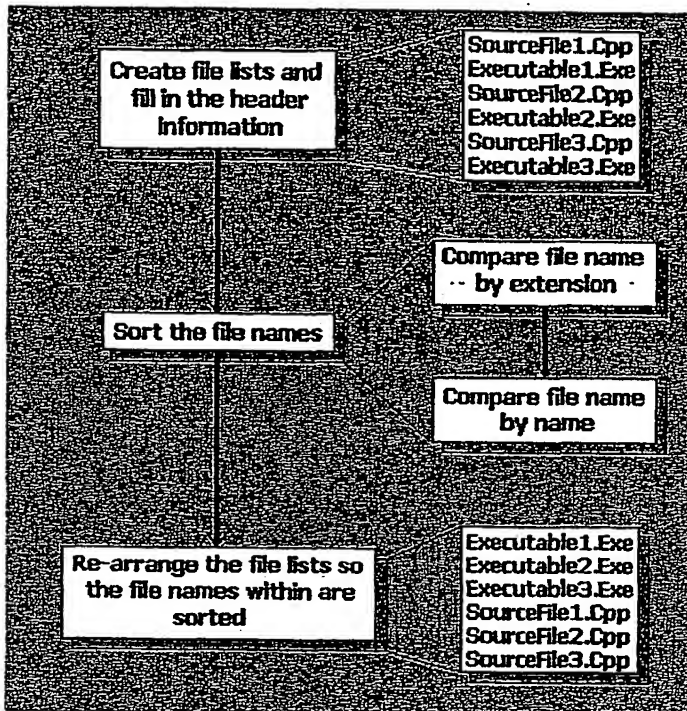 Create file lists and
fill in the header
information
SourceFile1.Cpp
Executable1.Exe
SourceFile2.Cpp
Executable2.Exe
SourceFile3.Cpp
Executable3.Exe
Sort the file names
Compare file name
-- by extension -
Compare file name
by name
Re-arrange the file lists so
the file names within are
sorted
Executable1.Exe
Executable2.Exe
Executable3.Exe
SourceFile1.Cpp
SourceFile2.Cpp
SourceFile3.Cpp